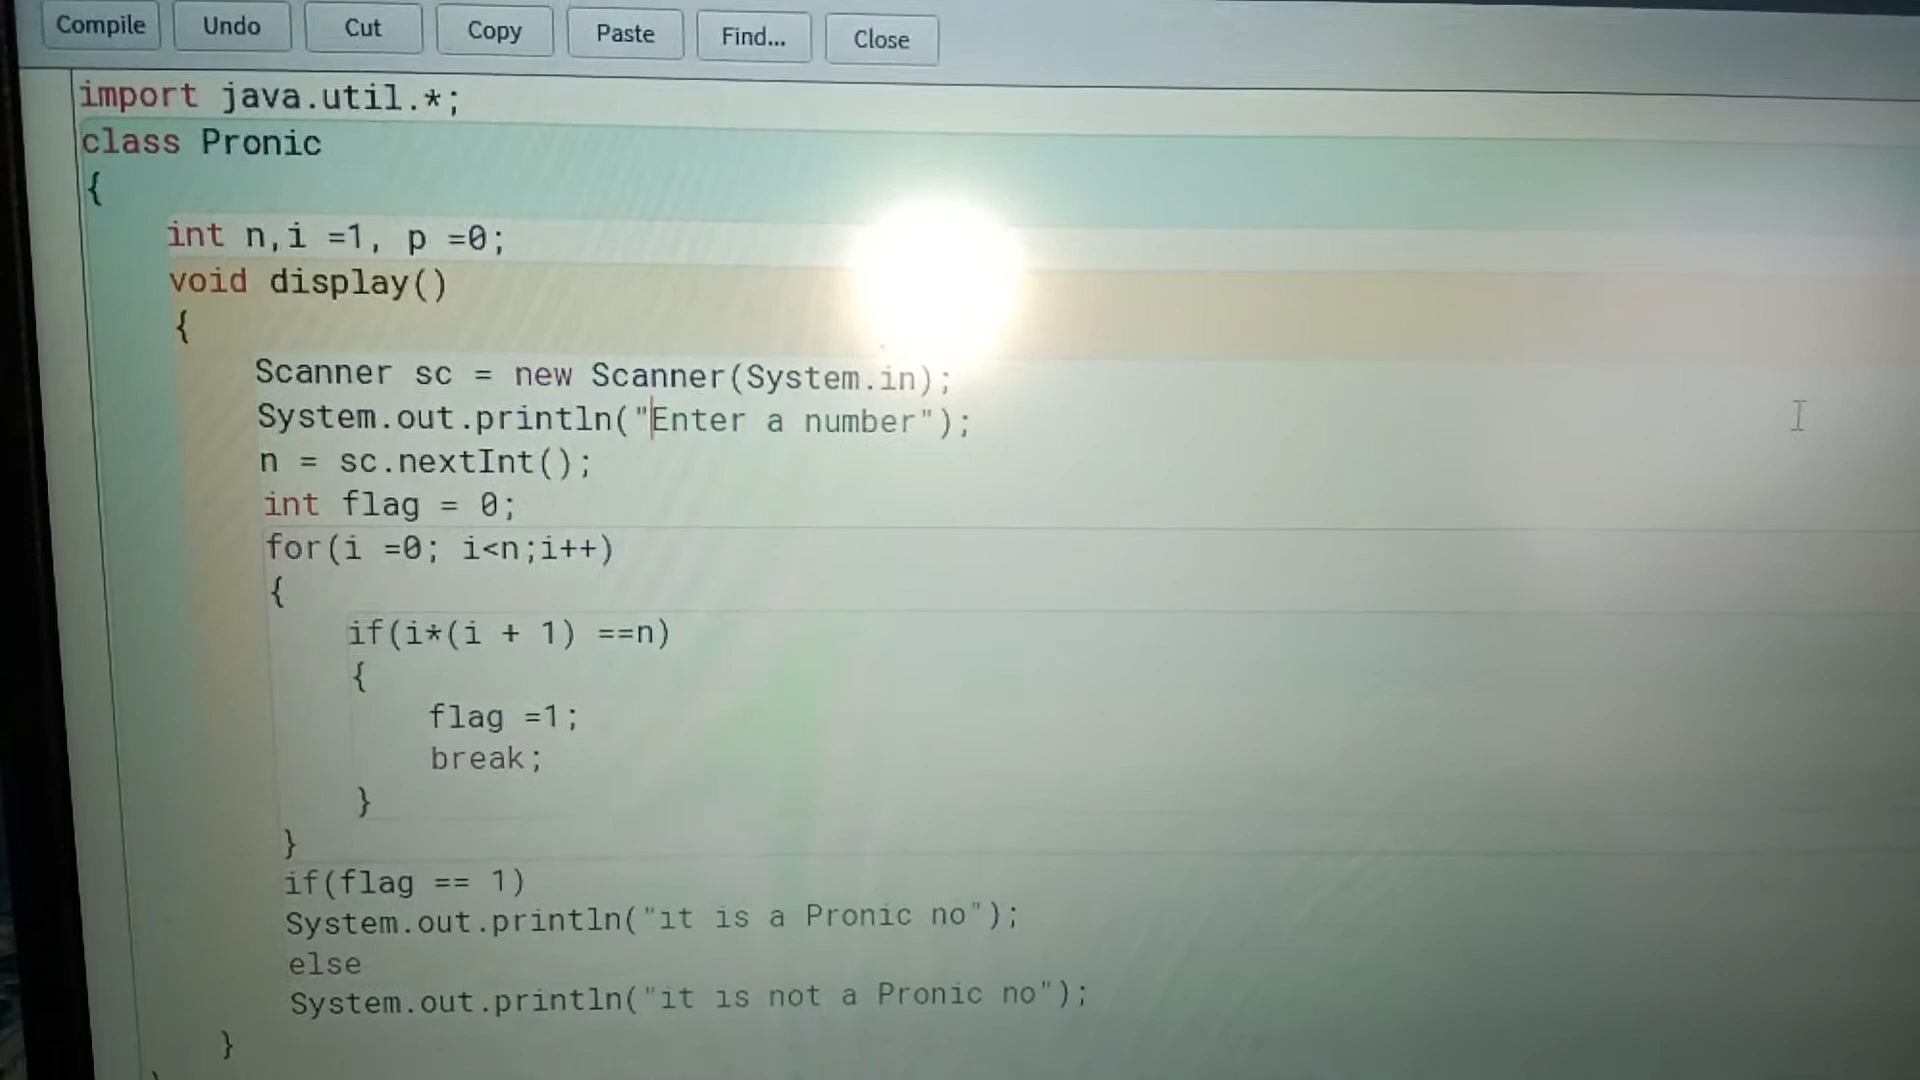 Compile Undo Cut Copy Paste Find... Close
import java.util.*;
class Pronic
{
int n,i =1, p =0;
void display()
{
Scanner sc = new Scanner(System.in);
System.out.println("Enter a number");
n = sc.nextInt();
int flag = 0;
for(i =0; i<n;i++)
{
if(i*(i + 1) ==n)
{
flag =1;
break;
}
}
if(flag == 1)
System.out.println("it is a Pronic no");
else
System.out.println("it is not a Pronic no");
}